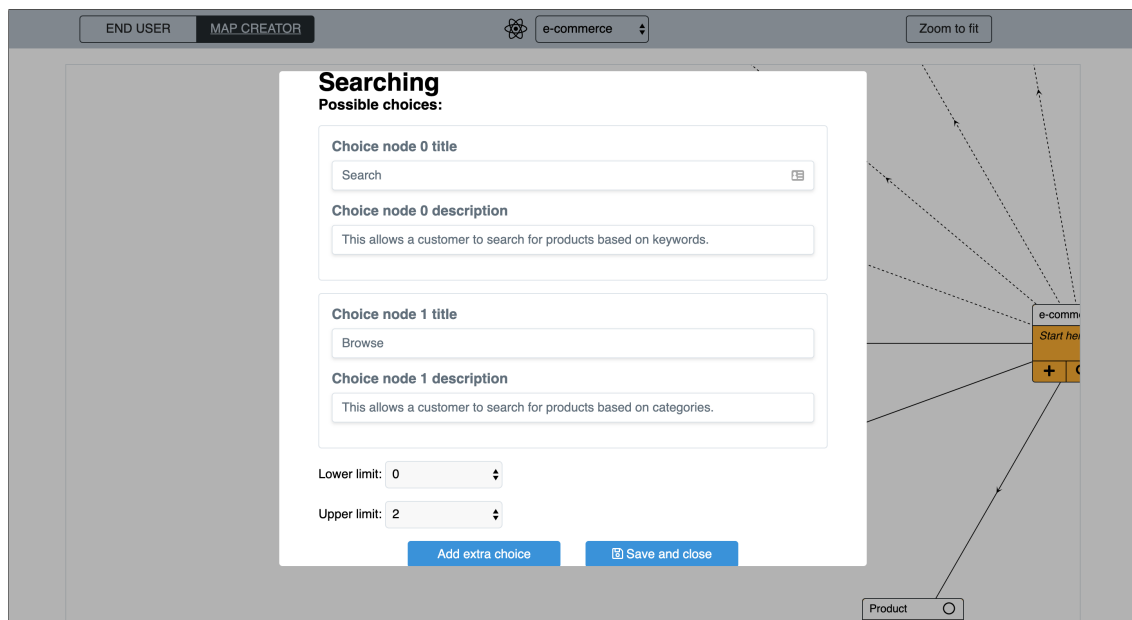 END USER
MAP CREATOR
e-commerce
Zoom to fit
Searching
Possible choices:
Choice node 0 title
Search
Choice node 0 description
This allows a customer to search for products based on keywords.
Choice node 1 title
Browse
Choice node 1 description
This allows a customer to search for products based on categories.
Lower limit: 0
Upper limit: 2
Add extra choice
Save and close
e-comme
Start her
+
Product